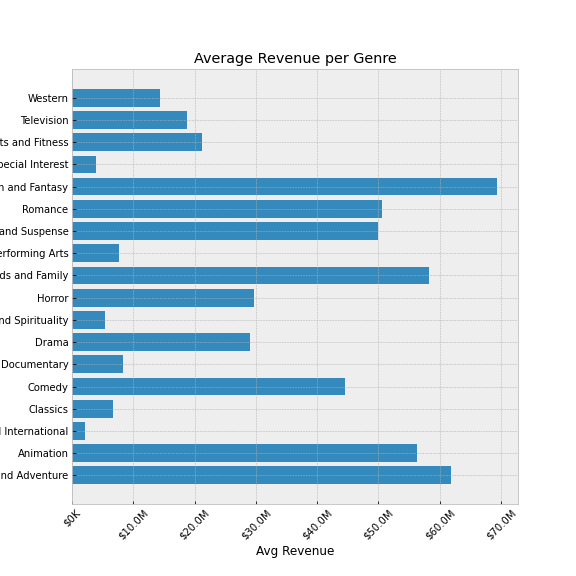 Average Revenue per Genre
Western
Television
ts and Fitness
pecial Interest
n and Fantasy
Romance
and Suspense
erforming Arts
ds and Family
Horror
nd Spirituality
Drama
Documentary
Comedy
Classics
l International
Animation
nd Adventure
$0K
$10.0M
$20.0M
$30.0M
$40.0M
$50.0M
$60.0M
$70.0M
Avg Revenue